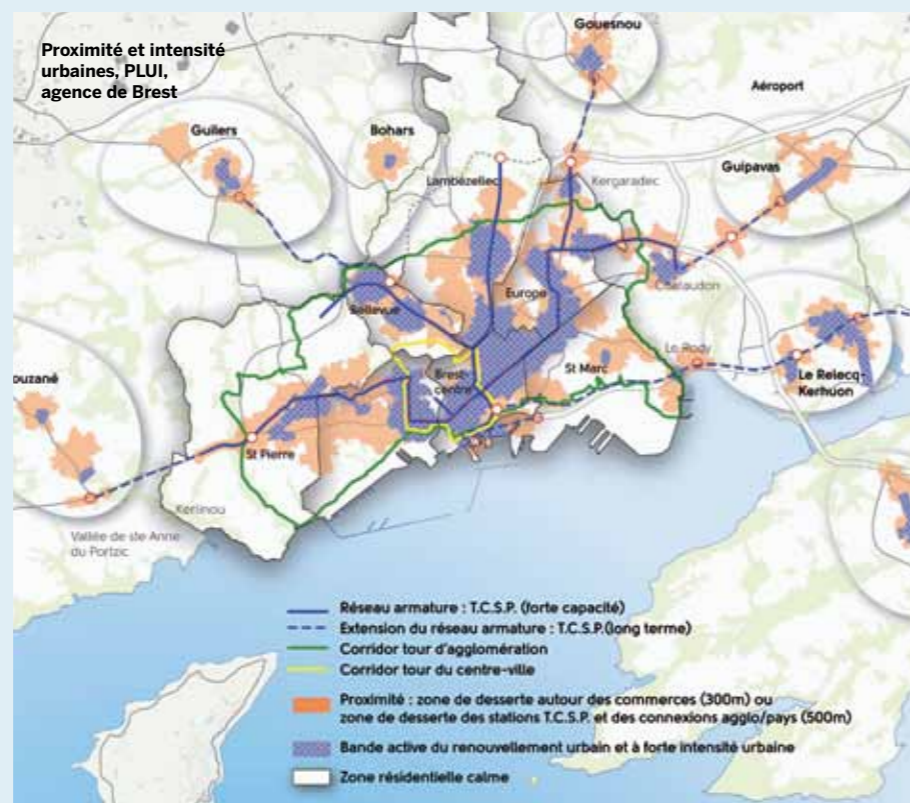 Proximité et intensité
urbaines, PLUI,
agence de Brest
Gouesnou
Aéroport
Guilers
Bohars
Lambézellec
Kergaradec
Guipavas
Bellevue
Europe
Coataudon
Brest-
centre
St Marc
Le Rody
Le Relecq-
Kerhuon
ouzané
St Pierre
Kerlinou
Vallée de ste Anne
du Portzic
Réseau armature : T.C.S.P. (forte capacité)
Extension du réseau armature : T.C.S.P.(long terme)
Corridor tour d'agglomération
Corridor tour du centre-ville
Proximité : zone de desserte autour des commerces (300m) ou
zone de desserte des stations T.C.S.P. et des connexions agglo/pays (500m)
Bande active du renouvellement urbain et à forte intensité urbaine
Zone résidentielle calme